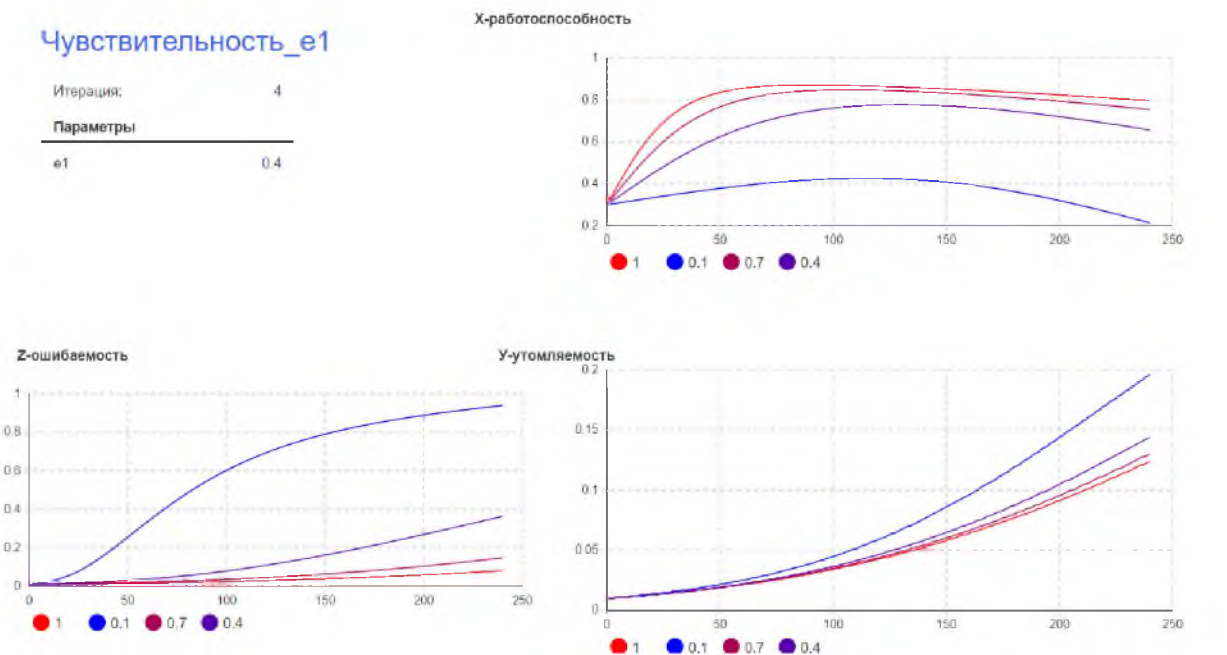 X-работоспособность
Чувствительность_e1
Итерация: 4
Параметры
e1 0.4
1
0.8
0.6
0.4
0.2
0 50 100 150 200 250
1 0.1 0.7 0.4
Z-ошибаемость
1
0.8
0.6
0.4
0.2
0
0 50 100 150 200 250
1 0.1 0.7 0.4
У-утомляемость
0.2
0.15
0.1
0.05
0
0 50 100 150 200 250
1 0.1 0.7 0.4